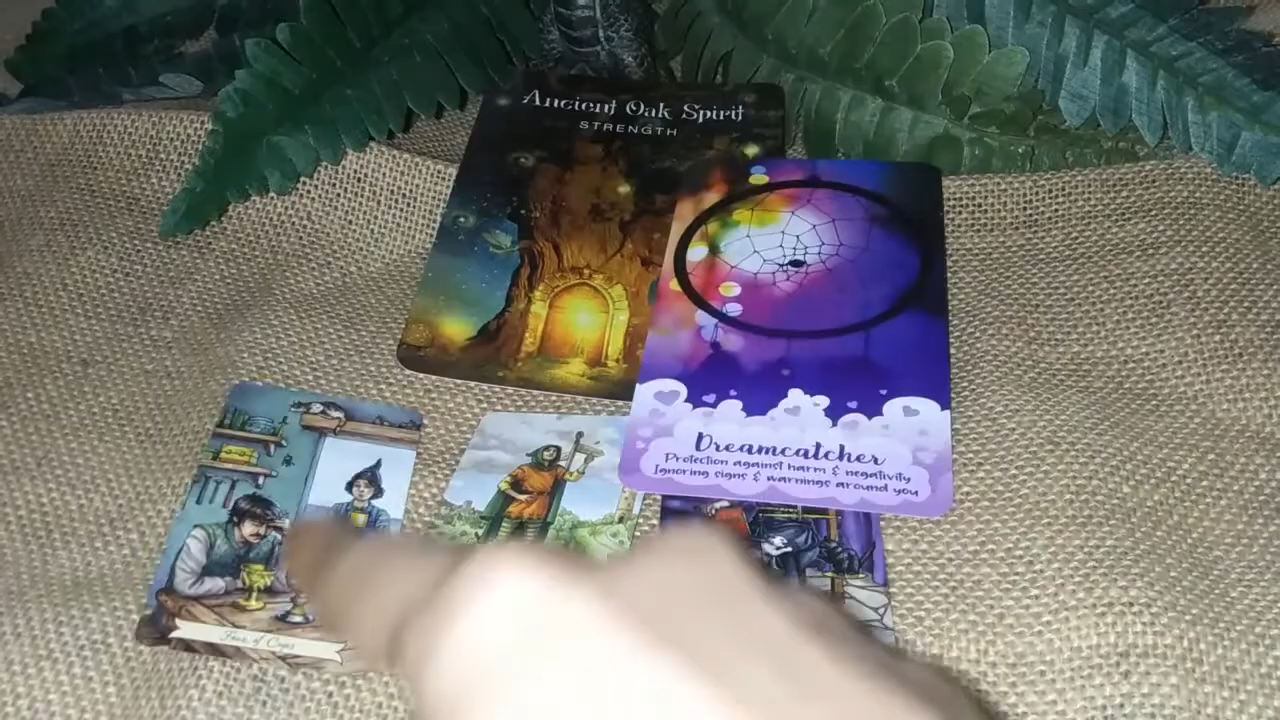 Ancient Oak Spirit
STRENGTH
Dreamcatcher
Protection against harm & negativity
Ignoring signs & warnings around you
Four of Cups